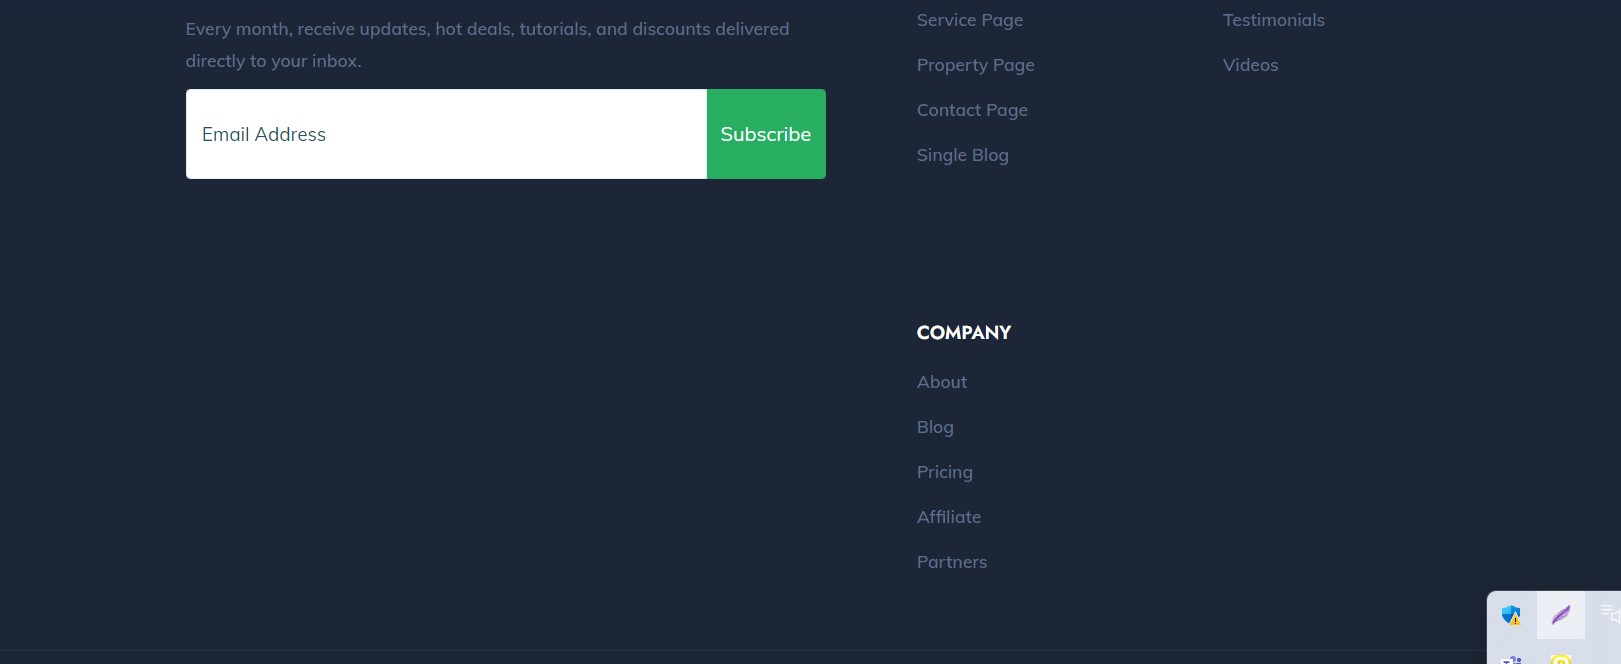 Every month, receive updates, hot deals, tutorials, and discounts delivered
directly to your inbox.
Email Address
Subscribe
Service Page
Property Page
Contact Page
Single Blog
Testimonials
Videos
COMPANY
About
Blog
Pricing
Affiliate
Partners